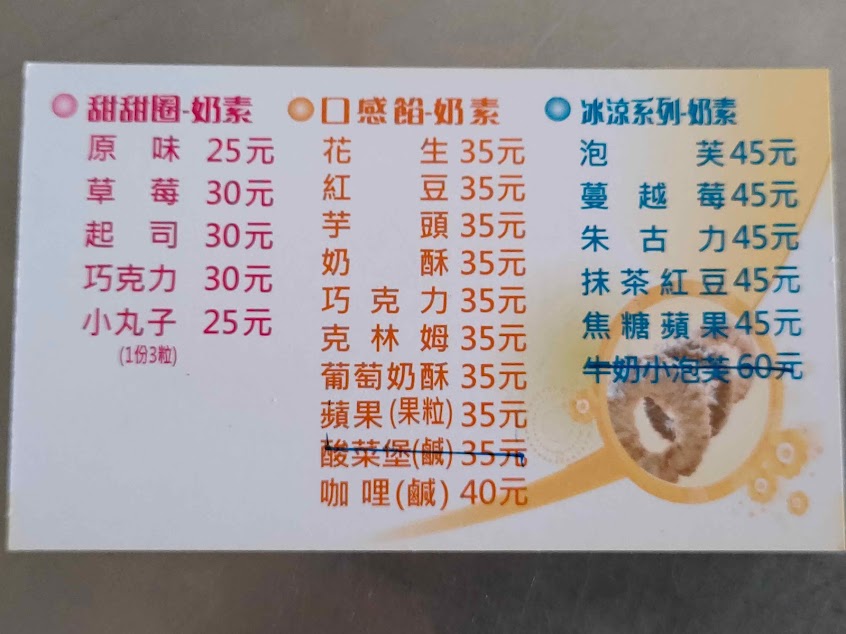 甜甜圈-奶素
原味 25元
草莓 30元
起司 30元
巧克力 30元
小丸子 25元
(1份3粒)
口感餡-奶素
花生 35元
紅豆 35元
芋頭 35元
奶酥 35元
巧克力 35元
克林姆 35元
葡萄奶酥 35元
蘋果(果粒) 35元
酸菜堡(鹹) 35元
咖哩(鹹) 40元
冰涼系列-奶素
泡芙 45元
蔓越莓 45元
朱古力 45元
抹茶紅豆 45元
焦糖蘋果 45元
牛奶小泡芙 60元